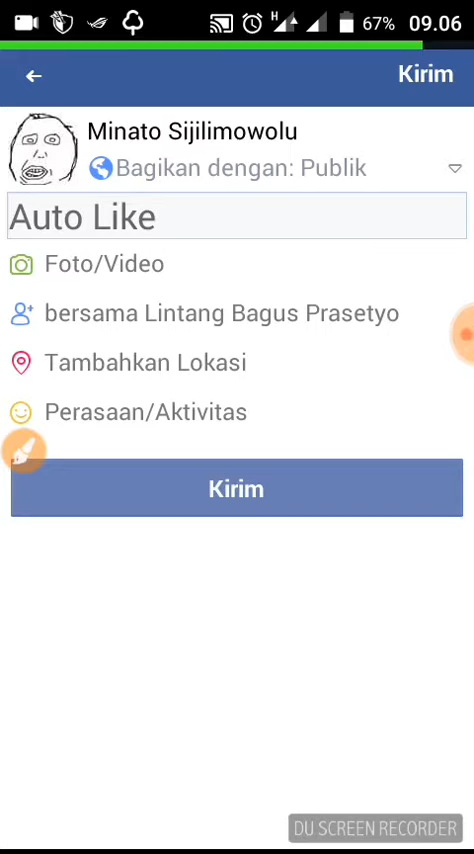 67% 09.06
Kirim
Minato Sijilimowolu
Bagikan dengan: Publik
Auto Like
Foto/Video
bersama Lintang Bagus Prasetyo
Tambahkan Lokasi
Perasaan/Aktivitas
Kirim
DU SCREEN RECORDER